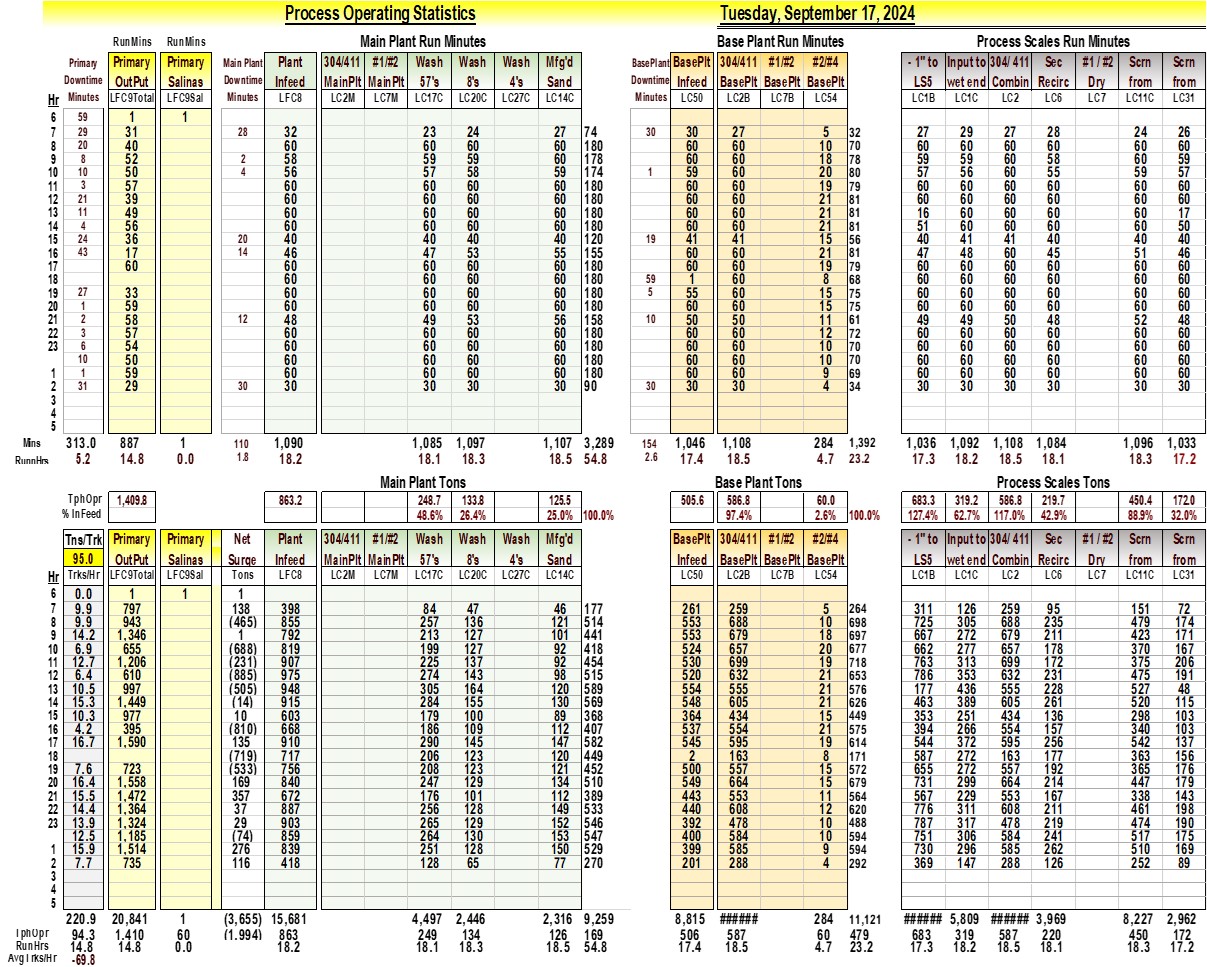 Process Operating Statistics Tuesday, September 17, 2024
RunMins RunMins Main Plant Run Minutes Base Plant Run Minutes Process Scales Run Minutes
Primary Primary Primary Main Plant Plant 304/411 #1/#2 Wash Wash Wash Mfg'd BasePlant BasePlt 304/411 #1/#2 #2/#4 - 1" to Input to 304/ 411 Sec #1 / #2 Scrn Scrn
Downtime OutPut Salinas Downtime Infeed MainPlt MainPlt 57's 8's 4's Sand Downtime Infeed BasePlt BasePlt BasePlt LS5 wet end Combin Recirc Dry from from
Hr Minutes LFC9Total LFC9Sal Minutes LFC8 LC2M LC7M LC17C LC20C LC27C LC14C Minutes LC50 LC2B LC7B LC54 LC1B LC1C LC2 LC6 LC7 LC11C LC31
6 59 1 1
7 29 31 28 32 23 24 27 74 30 30 27 5 32 27 29 27 28 24 26
8 20 40 60 60 60 60 180 60 60 10 70 60 60 60 60 60 60
9 8 52 2 58 59 59 60 178 60 60 18 78 59 59 60 58 60 59
10 10 50 4 56 57 58 59 174 1 59 60 20 80 57 56 60 55 59 57
11 3 57 60 60 60 60 180 60 60 19 79 60 60 60 60 60 60
12 21 39 60 60 60 60 180 60 60 21 81 60 60 60 60 60 60
13 11 49 60 60 60 60 180 60 60 21 81 16 60 60 60 60 17
14 4 56 60 60 60 60 180 60 60 21 81 51 60 60 60 60 50
15 24 36 20 40 40 40 40 120 19 41 41 15 56 40 41 41 40 40 40
16 43 17 14 46 47 53 55 155 60 60 21 81 47 48 60 45 51 46
17 60 60 60 60 60 180 60 60 19 79 60 60 60 60 60 60
18 60 60 60 60 180 59 1 60 8 68 60 60 60 60 60 60
19 27 33 60 60 60 60 180 5 55 60 15 75 60 60 60 60 60 60
20 1 59 60 60 60 60 180 60 60 15 75 60 60 60 60 60 60
21 2 58 12 48 49 53 56 158 10 50 50 11 61 49 49 50 48 52 48
22 3 57 60 60 60 60 180 60 60 12 72 60 60 60 60 60 60
23 6 54 60 60 60 60 180 60 60 10 70 60 60 60 60 60 60
10 50 60 60 60 60 180 60 60 10 70 60 60 60 60 60 60
1 1 59 60 60 60 60 180 60 60 9 69 60 60 60 60 60 60
2 31 29 30 30 30 30 30 90 30 30 30 4 34 30 30 30 30 30 30
3
4
5
Mins 313.0 887 1 110 1,090 1,085 1,097 1,107 3,289 154 1,046 1,108 284 1,392 1,036 1,092 1,108 1,084 1,096 1,033
RunnHrs 5.2 14.8 0.0 1.8 18.2 18.1 18.3 18.5 54.8 2.6 17.4 18.5 4.7 23.2 17.3 18.2 18.5 18.1 18.3 17.2
Main Plant Tons Base Plant Tons Process Scales Tons
TphOpr 1,409.8 863.2 248.7 133.8 125.5 505.6 586.8 60.0 683.3 319.2 586.8 219.7 450.4 172.0
% InFeed 48.6% 26.4% 25.0% 100.0% 97.4% 2.6% 100.0% 127.4% 62.7% 117.0% 42.9% 88.9% 32.0%
Tns/Trk Primary Primary Net Plant 304/411 #1/#2 Wash Wash Wash Mfg'd BasePlt 304/411 #1/#2 #2/#4 - 1" to Input to 304/ 411 Sec #1 / #2 Scrn Scrn
95.0 OutPut Salinas Surge Infeed MainPlt MainPlt 57's 8's 4's Sand Infeed BasePlt BasePlt BasePlt LS5 wet end Combin Recirc Dry from from
Hr Trks/Hr LFC9Total LFC9Sal Tons LFC8 LC2M LC7M LC17C LC20C LC27C LC14C LC50 LC2B LC7B LC54 LC1B LC1C LC2 LC6 LC7 LC11C LC31
6 0.0 1 1 1
7 9.9 797 138 398 84 47 46 177 261 259 5 264 311 126 259 95 151 72
8 9.9 943 (465) 855 257 136 121 514 553 688 10 698 725 305 688 235 479 174
9 14.2 1,346 1 792 213 127 101 441 553 679 18 697 667 272 679 211 423 171
10 6.9 655 (688) 819 199 127 92 418 524 657 20 677 662 277 657 178 370 167
11 12.7 1,206 (231) 907 225 137 92 454 530 699 19 718 763 313 699 172 375 206
12 6.4 610 (885) 975 274 143 98 515 520 632 21 653 786 353 632 231 475 191
13 10.5 997 (505) 948 305 164 120 589 554 555 21 576 177 436 555 228 527 48
14 15.3 1,449 (14) 915 284 155 130 569 548 605 21 626 463 389 605 261 520 115
15 10.3 977 10 603 179 100 89 368 364 434 15 449 353 251 434 136 298 103
16 4.2 395 (810) 668 186 109 112 407 537 554 21 575 394 266 554 157 340 103
17 16.7 1,590 135 910 290 145 147 582 545 595 19 614 544 372 595 256 542 137
18 (719) 717 206 123 120 449 2 163 8 171 587 272 163 177 363 156
19 7.6 723 (533) 756 208 123 121 452 500 557 15 572 655 272 557 192 365 176
20 16.4 1,558 169 840 247 129 134 510 549 664 15 679 731 299 664 214 447 179
21 15.5 1,472 357 672 176 101 112 389 443 553 11 564 567 229 553 167 338 143
22 14.4 1,364 37 887 256 128 149 533 440 608 12 620 776 311 608 211 461 198
23 13.9 1,324 29 903 265 129 152 546 392 478 10 488 787 317 478 219 474 190
12.5 1,185 (74) 859 264 130 153 547 400 584 10 594 751 306 584 241 517 175
1 15.9 1,514 276 839 251 128 150 529 399 585 9 594 730 296 585 262 510 169
2 7.7 735 116 418 128 65 77 270 201 288 4 292 369 147 288 126 252 89
3
4
5
220.9 20,841 1 (3,655) 15,681 4,497 2,446 2,316 9,259 8,815 ###### 284 11,121 ###### 5,809 ###### 3,969 8,227 2,962
TphOpr 94.3 1,410 60 (1,994) 863 249 134 126 169 506 587 60 479 683 319 587 220 450 172
RunHrs 14.8 14.8 0.0 18.2 18.1 18.3 18.5 54.8 17.4 18.5 4.7 23.2 17.3 18.2 18.5 18.1 18.3 17.2
AvgTrks/Hr -69.8